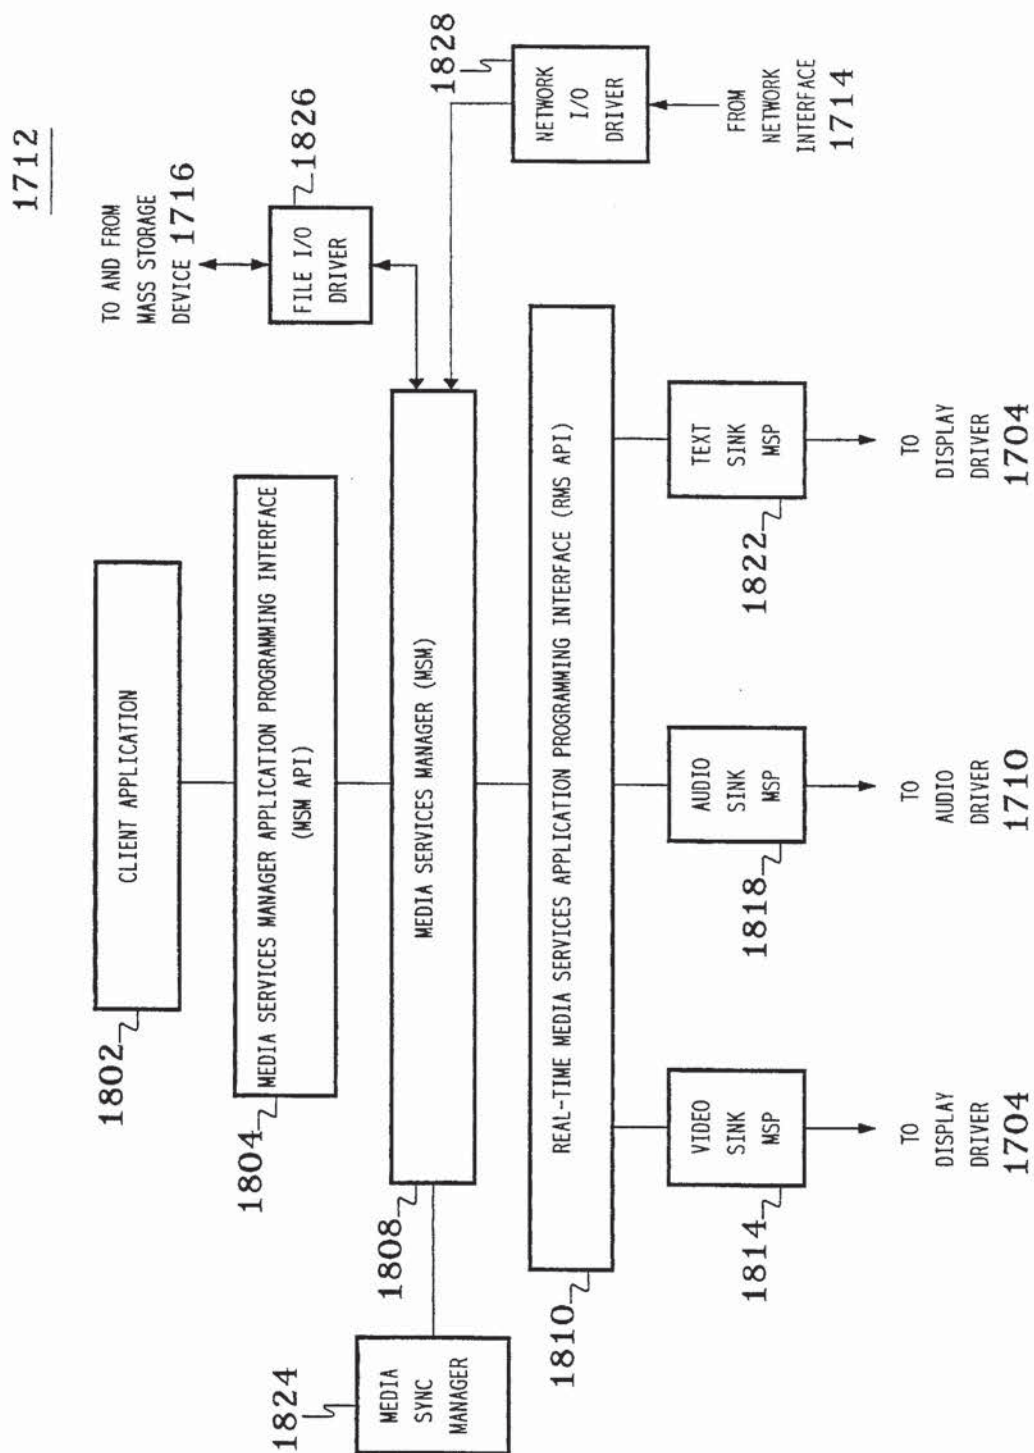 1712
CLIENT APPLICATION
1802
MEDIA SERVICES MANAGER APPLICATION PROGRAMMING INTERFACE
(MSM API)
1804
TO AND FROM
MASS STORAGE
DEVICE 1716
FILE I/O
DRIVER
1826
MEDIA SYNC MANAGER
1824
MEDIA SERVICES MANAGER (MSM)
1808
1828
NETWORK
I/O
DRIVER
FROM
NETWORK
INTERFACE
1714
REAL-TIME MEDIA SERVICES APPLICATION PROGRAMMING INTERFACE (RMS API)
1810
VIDEO
SINK
MSP
1814
AUDIO
SINK
MSP
1818
TEXT
SINK
MSP
1822
TO
DISPLAY
DRIVER
1704
TO
AUDIO
DRIVER
1710
TO
DISPLAY
DRIVER
1704